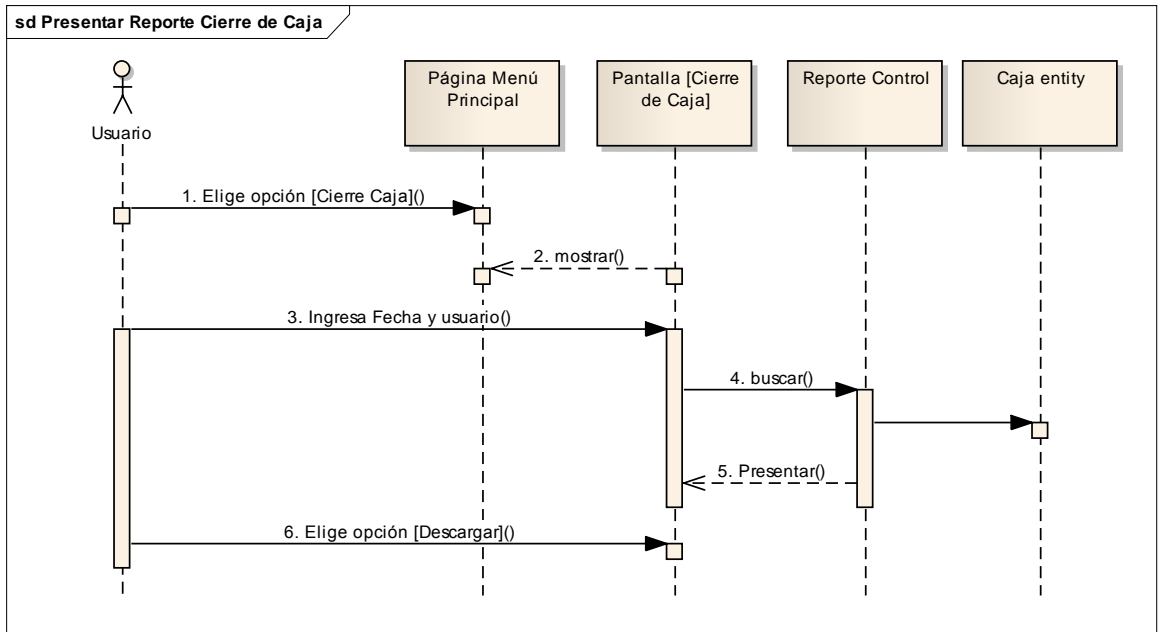 sd Presentar Reporte Cierre de Caja
Usuario
Página Menú
Principal
Pantalla [Cierre
de Caja]
Reporte Control
Caja entity
1. Elige opción [Cierre Caja]()
2. mostrar()
3. Ingresa Fecha y usuario()
4. buscar()
5. Presentar()
6. Elige opción [Descargar]()